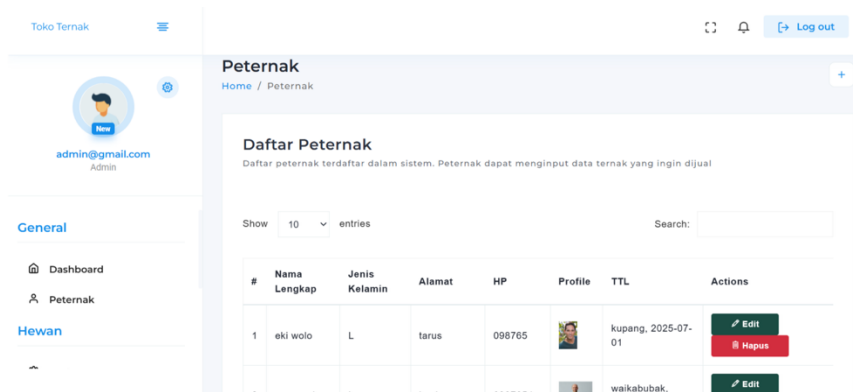 Toko Ternak
Log out
Peternak
Home / Peternak
+
New
admin@gmail.com
Admin
Daftar Peternak
Daftar peternak terdaftar dalam sistem. Peternak dapat menginput data ternak yang ingin dijual
General
Show 10 entries Search:
Dashboard
Peternak
Hewan
# Nama Lengkap Jenis Kelamin Alamat HP Profile TTL Actions
1 eki wolo L tarus 098765 kupang, 2025-07-01 Edit
Hapus
waikabubak, Edit